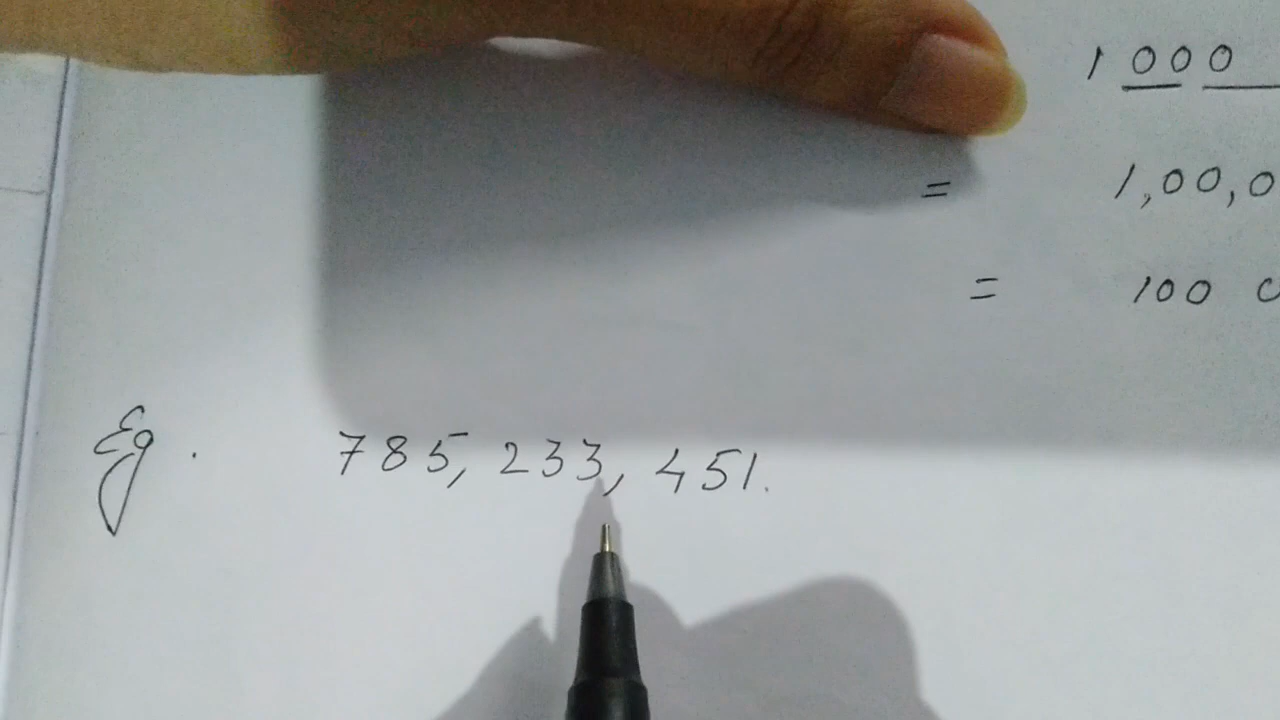 1 000
= 1,00,0
= 100 c
Eg. 785,233,451.